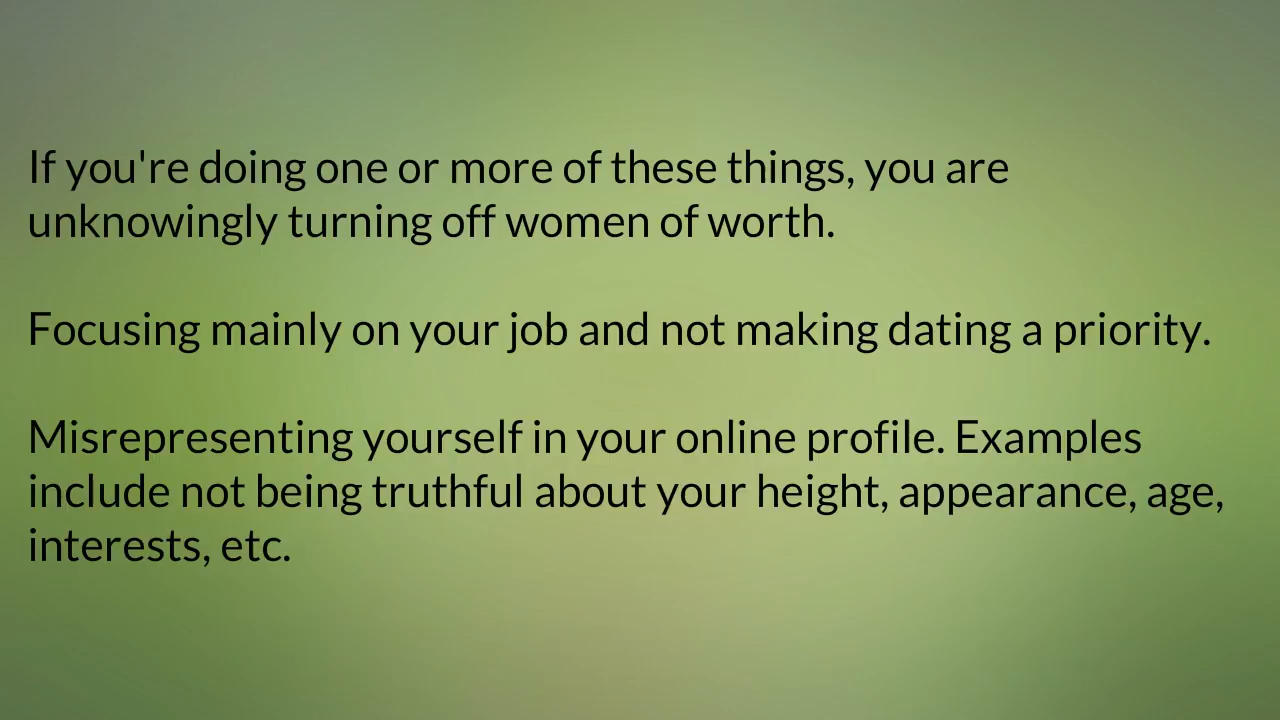 If you're doing one or more of these things, you are
unknowingly turning off women of worth.
Focusing mainly on your job and not making dating a priority.
Misrepresenting yourself in your online profile. Examples
include not being truthful about your height, appearance, age,
interests, etc.